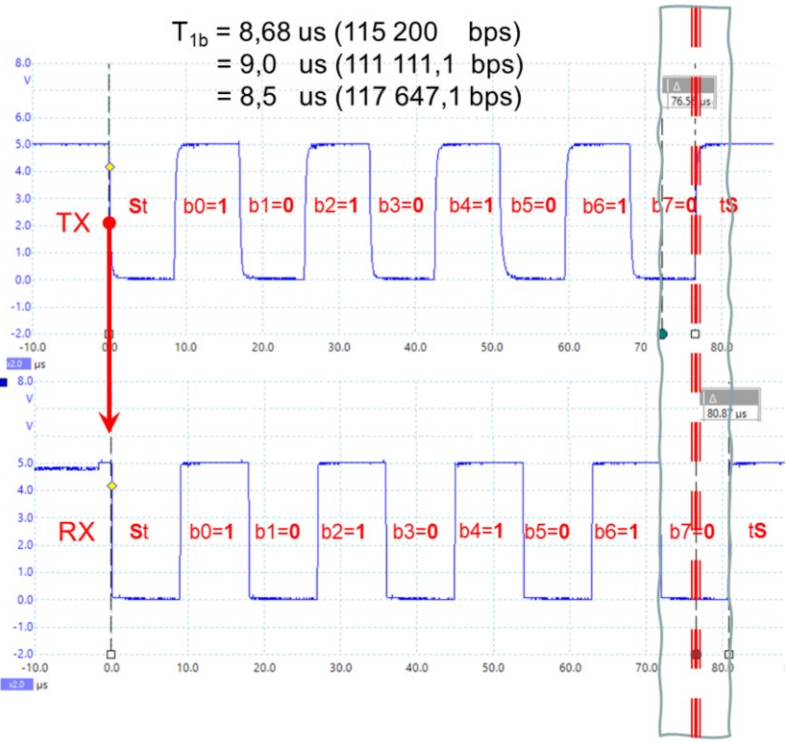 T1b = 8,68 us (115 200 bps)
= 9,0 us (111 111,1 bps)
= 8,5 us (117 647,1 bps)
8.0
V
6.0
5.0
4.0
3.0
2.0
1.0
0.0
-1.0
-2.0
Δ
TX
St b0=1 b1=0 b2=1 b3=0 b4=1 b5=0 b6=1 b7=0 tS
-10.0 0.0 10.0 20.0 30.0 40.0 50.0 60.0 70.0 80.0
x2.0 µs
8.0
V
V
Δ
80.87 µs
5.0
4.0
3.0
2.0
1.0
0.0
-1.0
-2.0
RX
St b0=1 b1=0 b2=1 b3=0 b4=1 b5=0 b6=1 b7=0 tS
-10.0 0.0 10.0 20.0 30.0 40.0 50.0 60.0 70.0 80.0
x2.0 µs